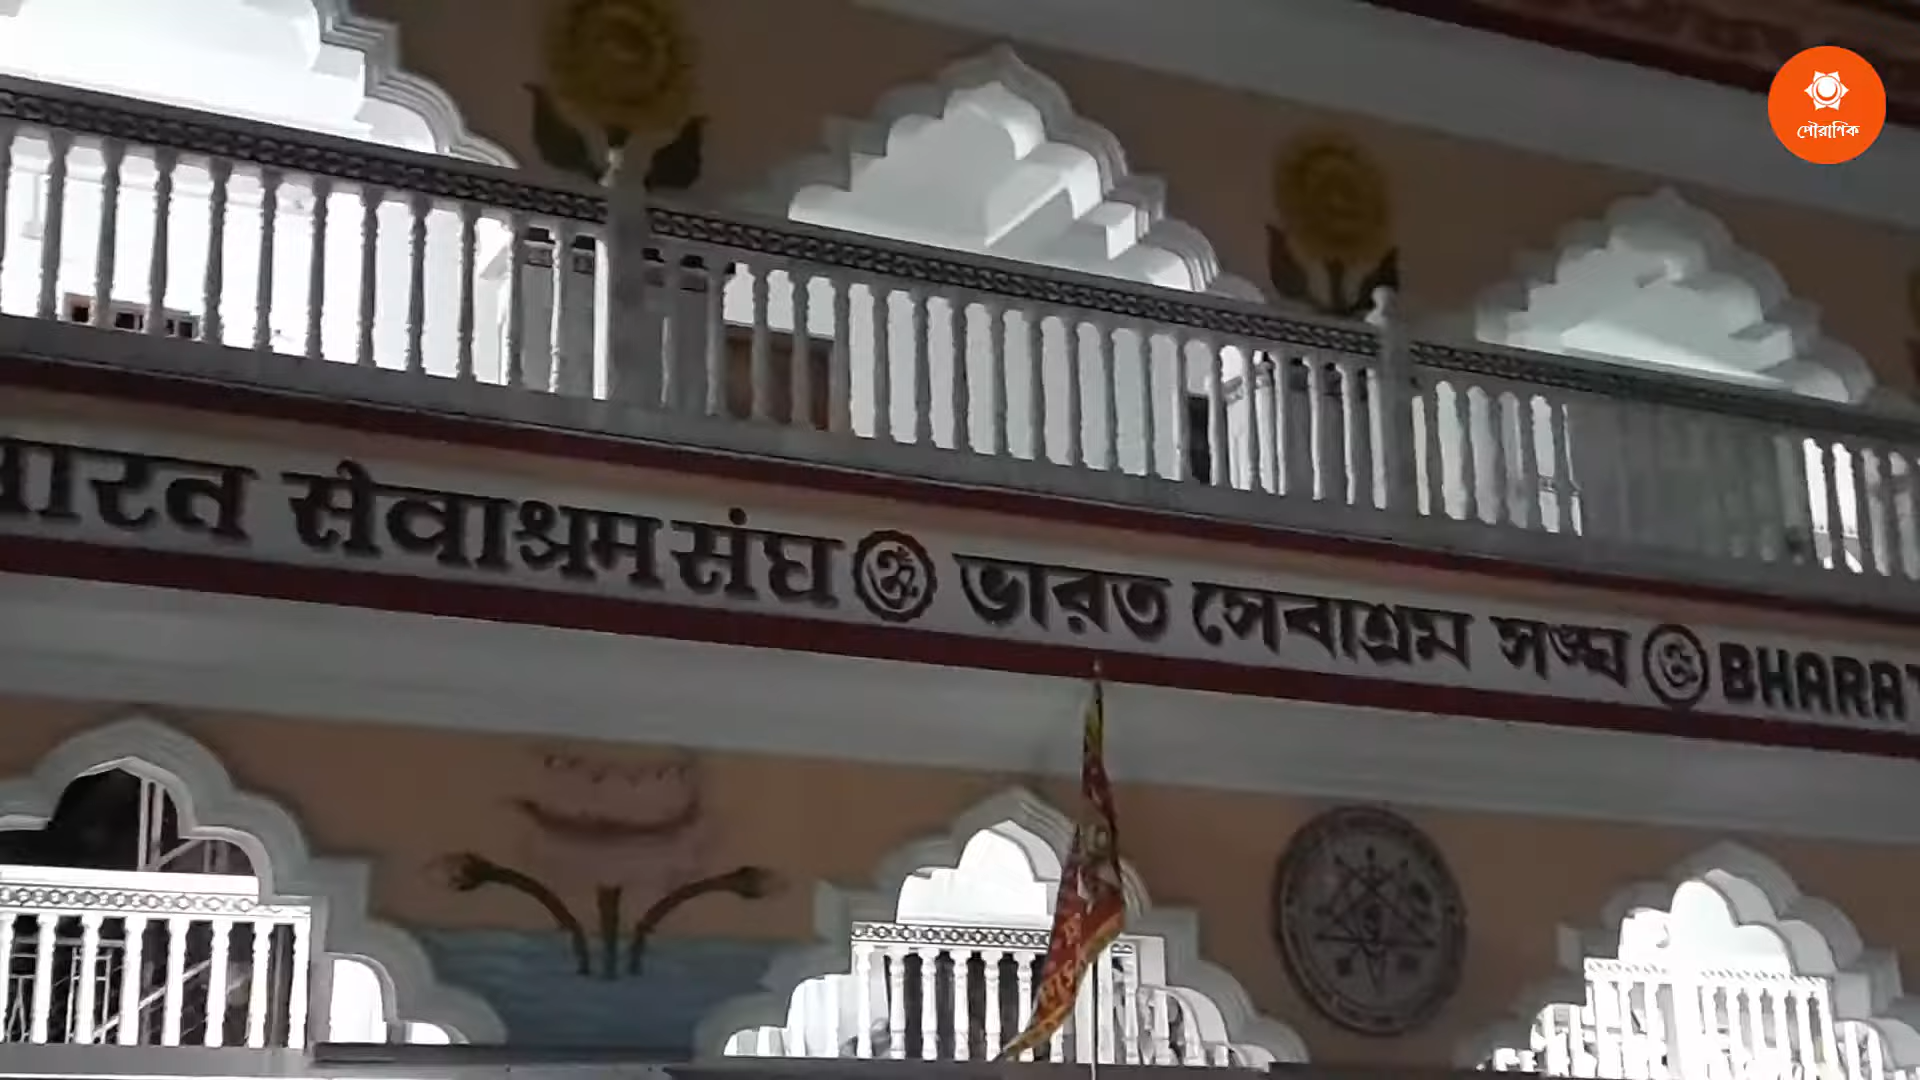 भारत सेवाश्रम संघ ॐ ভারত সেবাশ্রম সঙ্ঘ ॐ BHARAT
পৌরাণিক